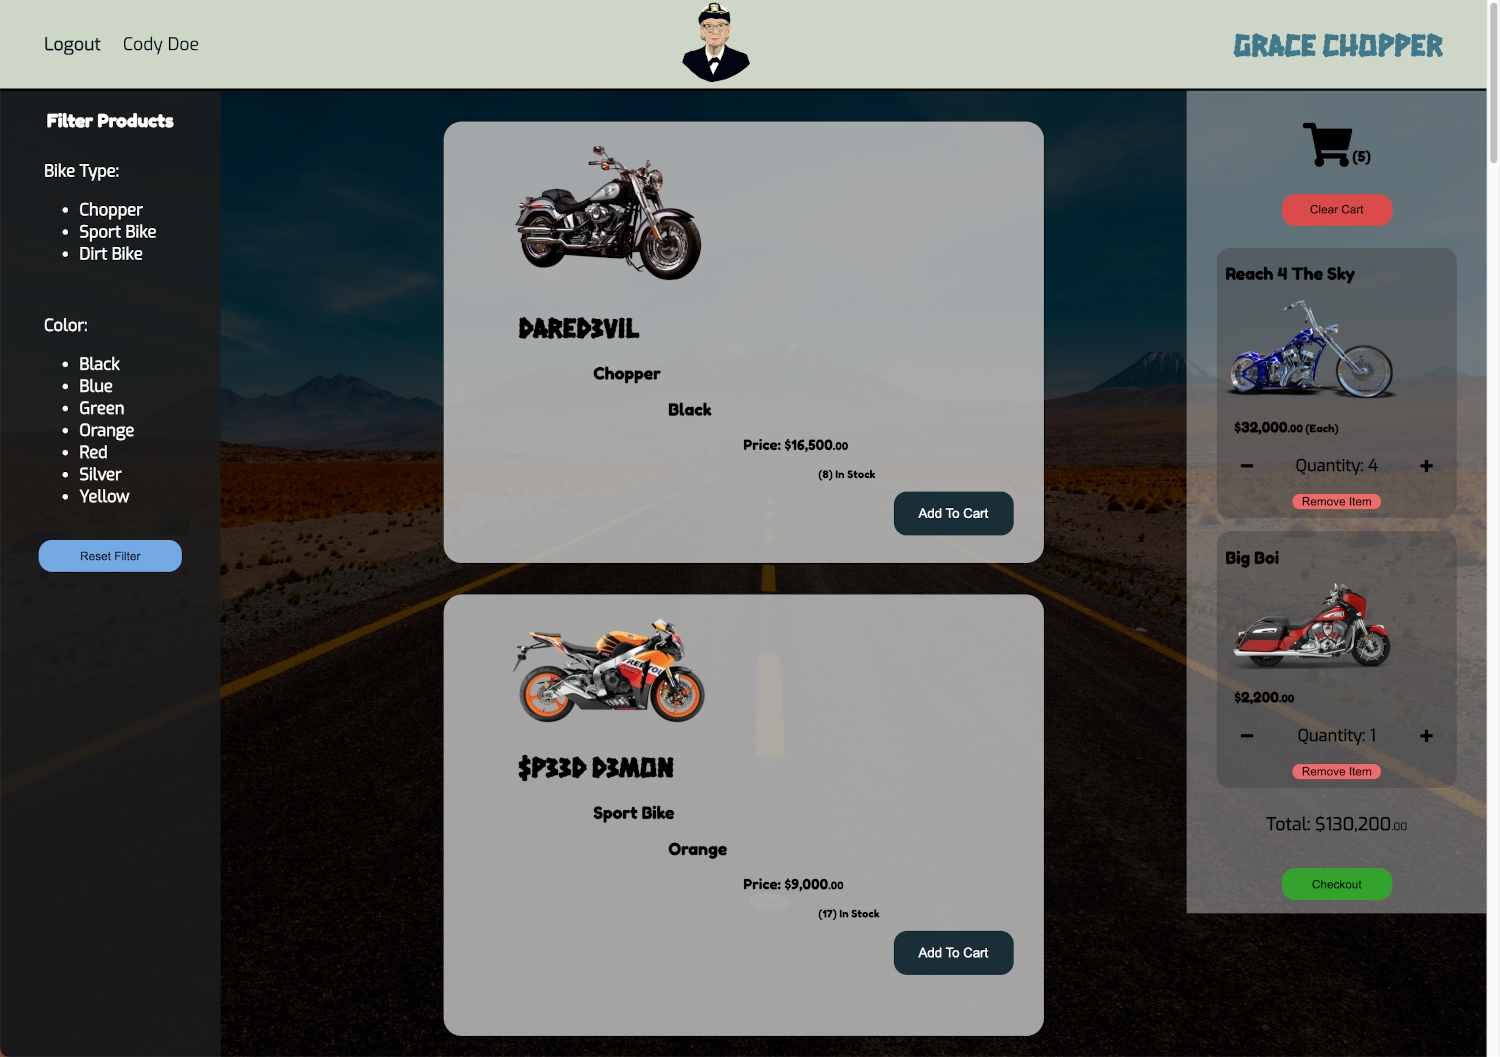 Logout Cody Doe
GRACE CHOPPER
Filter Products
Bike Type:
Chopper
Sport Bike
Dirt Bike
Color:
Black
Blue
Green
Orange
Red
Silver
Yellow
Reset Filter
DARED3VIL
Chopper
Black
Price: $16,500.00
(8) In Stock
Add To Cart
$P33D D3MON
Sport Bike
Orange
Price: $9,000.00
(17) In Stock
Add To Cart
(5)
Clear Cart
Reach 4 The Sky
$32,000.00 (Each)
Quantity: 4
Remove Item
Big Boi
$2,200.00
Quantity: 1
Remove Item
Total: $130,200.00
Checkout